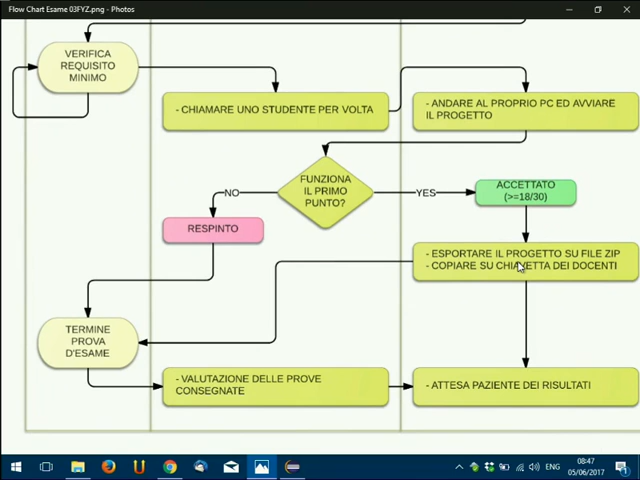 Flow Chart Esame 03FYZ.png - Photos
VERIFICA
REQUISITO
MINIMO
- CHIAMARE UNO STUDENTE PER VOLTA
- ANDARE AL PROPRIO PC ED AVVIARE
IL PROGETTO
FUNZIONA
IL PRIMO
PUNTO?
NO
YES
ACCETTATO
(>=18/30)
RESPINTO
- ESPORTARE IL PROGETTO SU FILE ZIP
- COPIARE SU CHIAVETTA DEI DOCENTI
TERMINE
PROVA
D'ESAME
- VALUTAZIONE DELLE PROVE
CONSEGNATE
- ATTESA PAZIENTE DEI RISULTATI
ENG
08:47
05/06/2017